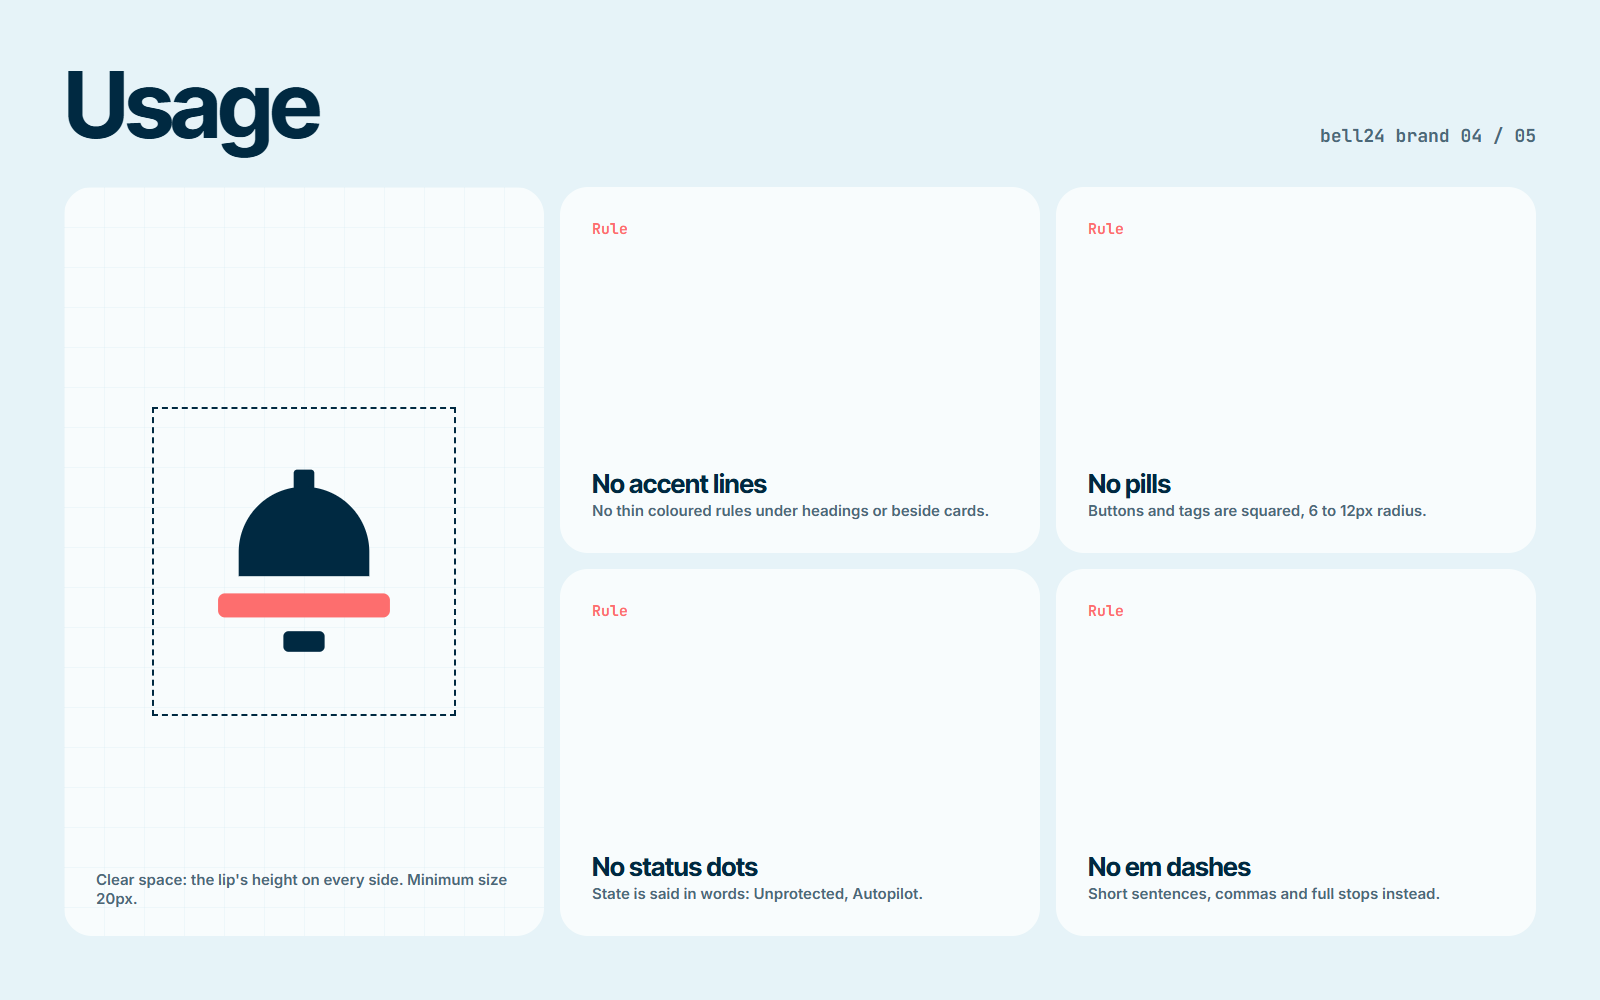 Usage
bell24 brand 04 / 05
Clear space: the lip's height on every side. Minimum size
20px.
Rule
No accent lines
No thin coloured rules under headings or beside cards.
Rule
No pills
Buttons and tags are squared, 6 to 12px radius.
Rule
No status dots
State is said in words: Unprotected, Autopilot.
Rule
No em dashes
Short sentences, commas and full stops instead.